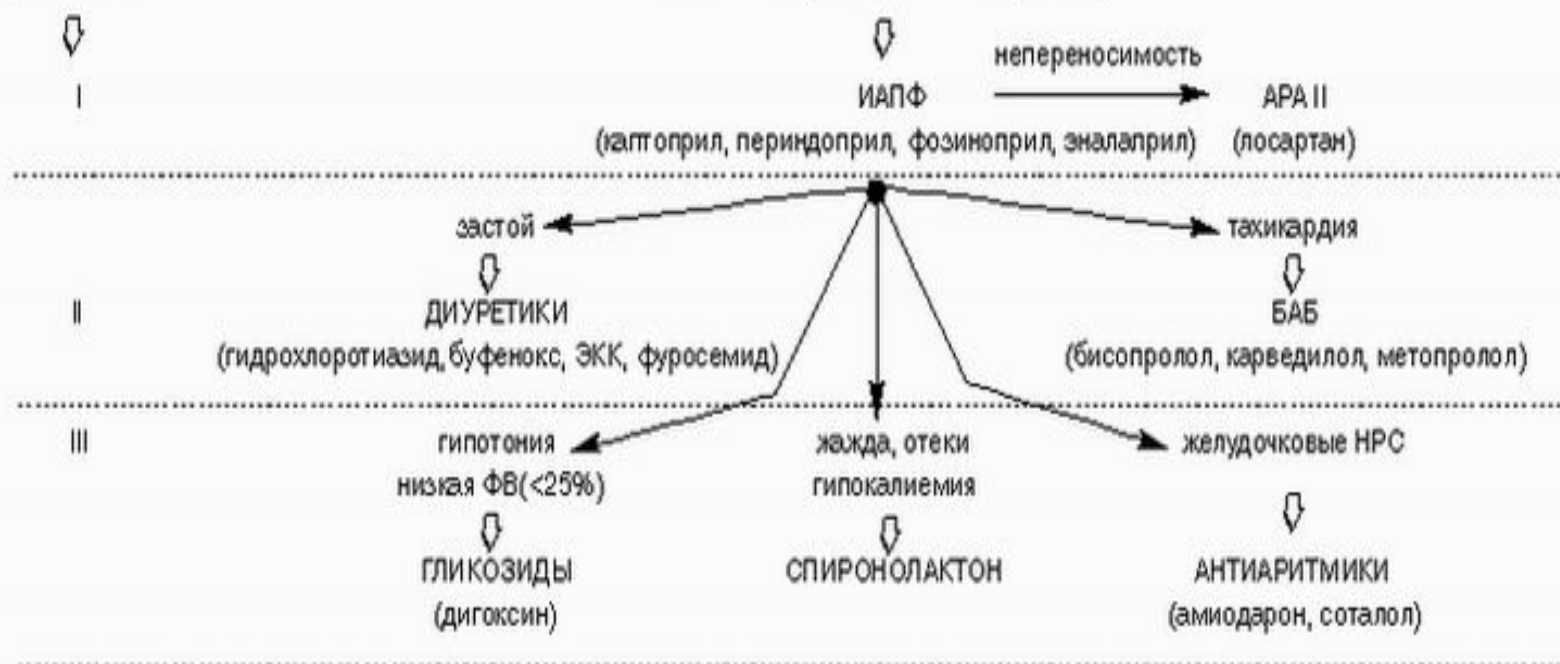 непереносимость
I ИАПФ АРА II
(каптоприл, периндоприл, фозиноприл, эналаприл) (лосартан)
застой тахикардия
II ДИУРЕТИКИ БАБ
(гидрохлоротиазид, буфенокс, ЭКК, фуросемид) (бисопролол, карведилол, метопролол)
III гипотония жажда, отеки желудочковые НРС
низкая ФВ(<25%) гипокалиемия
ГЛИКОЗИДЫ СПИРОНОЛАКТОН АНТИАРИТМИКИ
(дигоксин) (амиодарон, соталол)